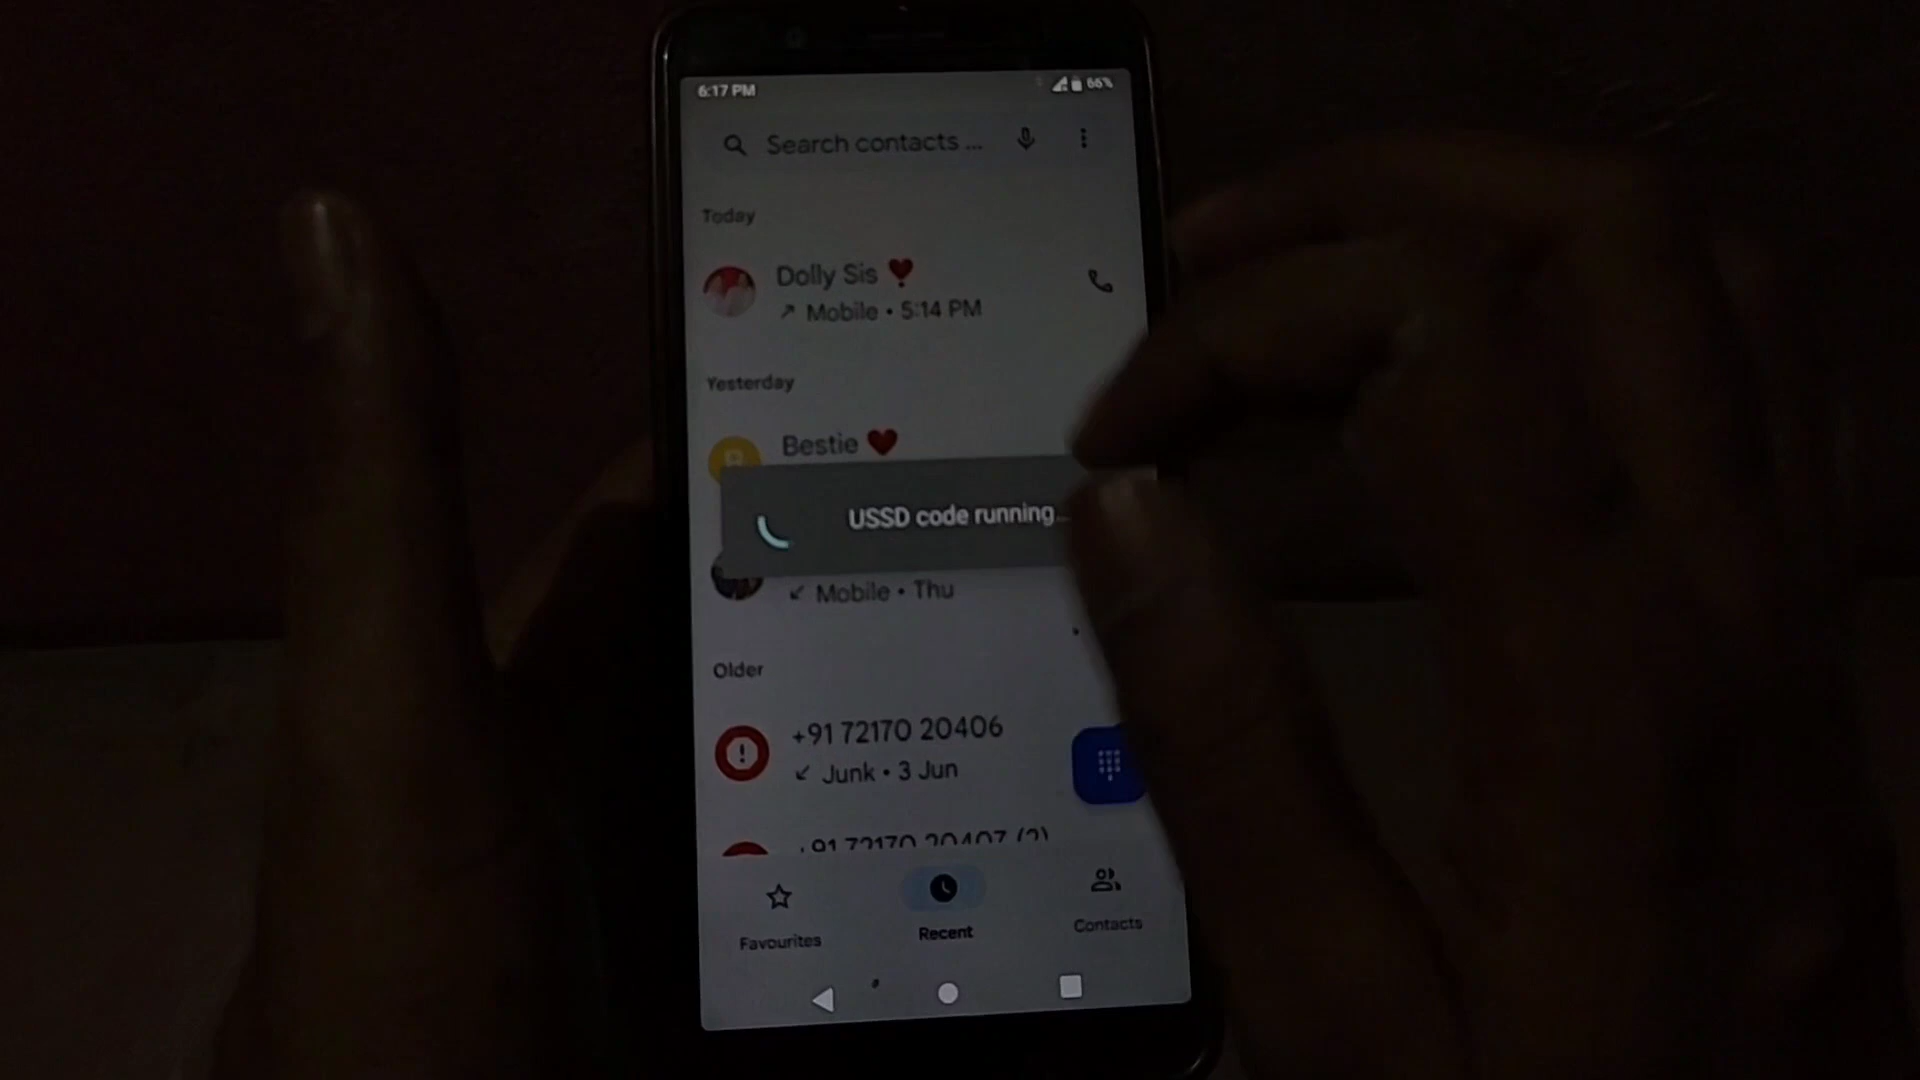 6:17 PM
66%
Search contacts ...
Today
Dolly Sis
Mobile • 5:14 PM
Yesterday
B
Bestie
USSD code running...
Mobile • Thu
Older
+91 72170 20406
Junk • 3 Jun
+91 72170 20407 (2)
Favourites
Recent
Contacts